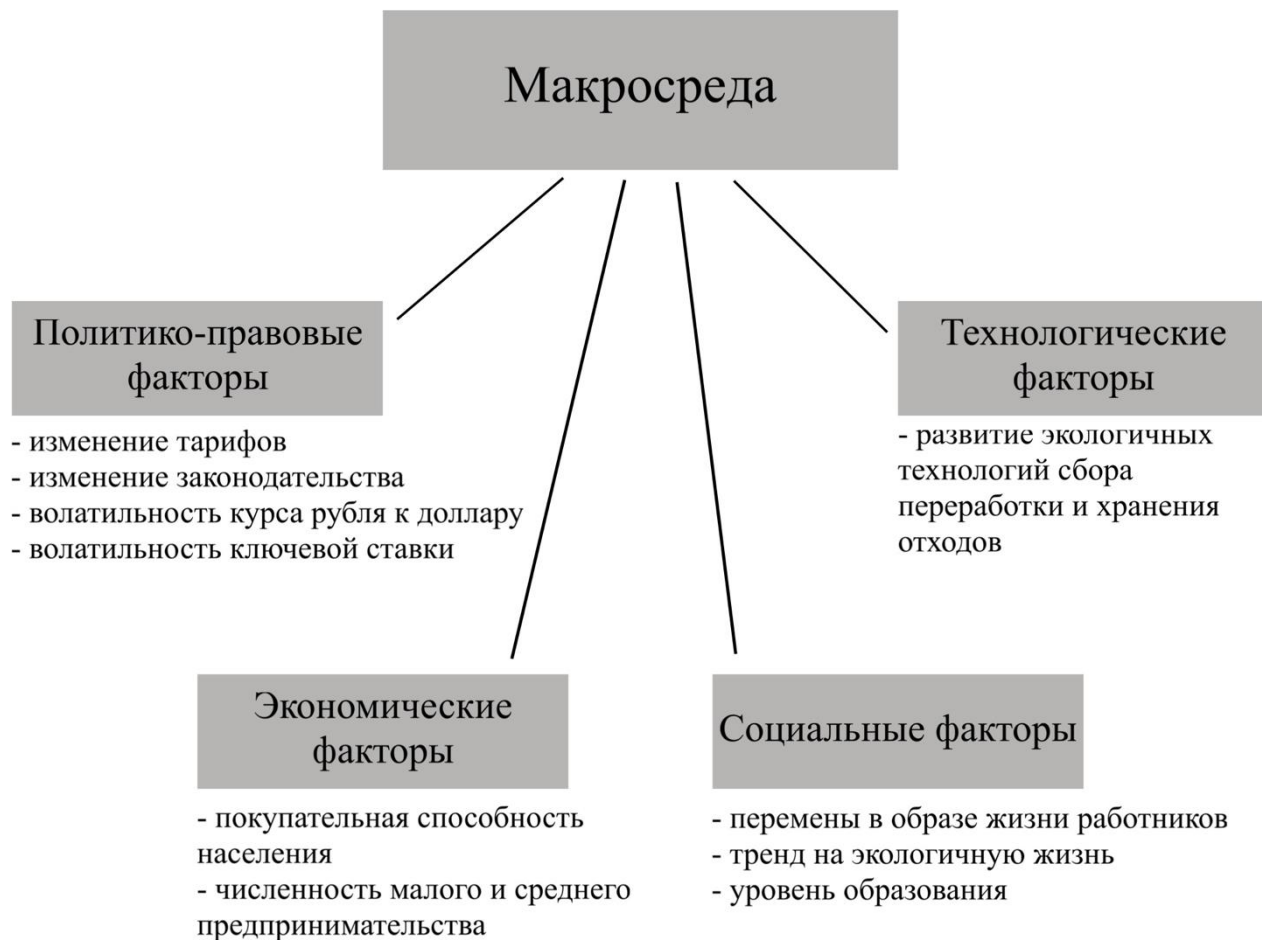 Макросреда
Политико-правовые
факторы
- изменение тарифов
- изменение законодательства
- волатильность курса рубля к доллару
- волатильность ключевой ставки
Технологические
факторы
- развитие экологичных
технологий сбора
переработки и хранения
отходов
Экономические
факторы
- покупательная способность
населения
- численность малого и среднего
предпринимательства
Социальные факторы
- перемены в образе жизни работников
- тренд на экологичную жизнь
- уровень образования